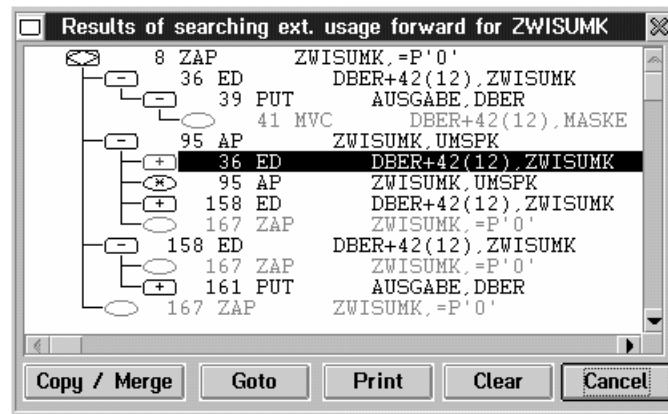 Results of searching ext. usage forward for ZWISUMK
8 ZAP ZWISUMK,=P'0'
36 ED DBER+42(12),ZWISUMK
39 PUT AUSGABE,DBER
41 MVC DBER+42(12),MASKE
95 AP ZWISUMK,UMSPK
36 ED DBER+42(12),ZWISUMK
95 AP ZWISUMK,UMSPK
158 ED DBER+42(12),ZWISUMK
167 ZAP ZWISUMK,=P'0'
158 ED DBER+42(12),ZWISUMK
167 ZAP ZWISUMK,=P'0'
161 PUT AUSGABE,DBER
167 ZAP ZWISUMK,=P'0'
Copy / Merge Goto Print Clear Cancel